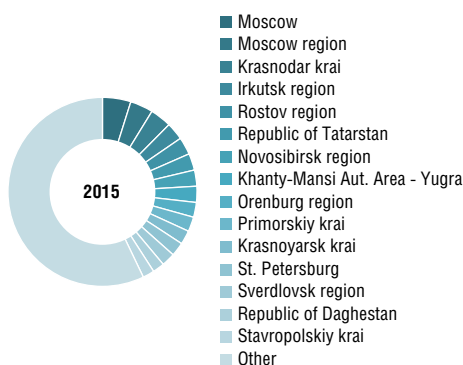 Moscow
Moscow region
Krasnodar krai
Irkutsk region
Rostov region
Republic of Tatarstan
Novosibirsk region
Khanty-Mansi Aut. Area - Yugra
Orenburg region
Primorskiy krai
Krasnoyarsk krai
St. Petersburg
Sverdlovsk region
Republic of Daghestan
Stavropolskiy krai
Other
2015